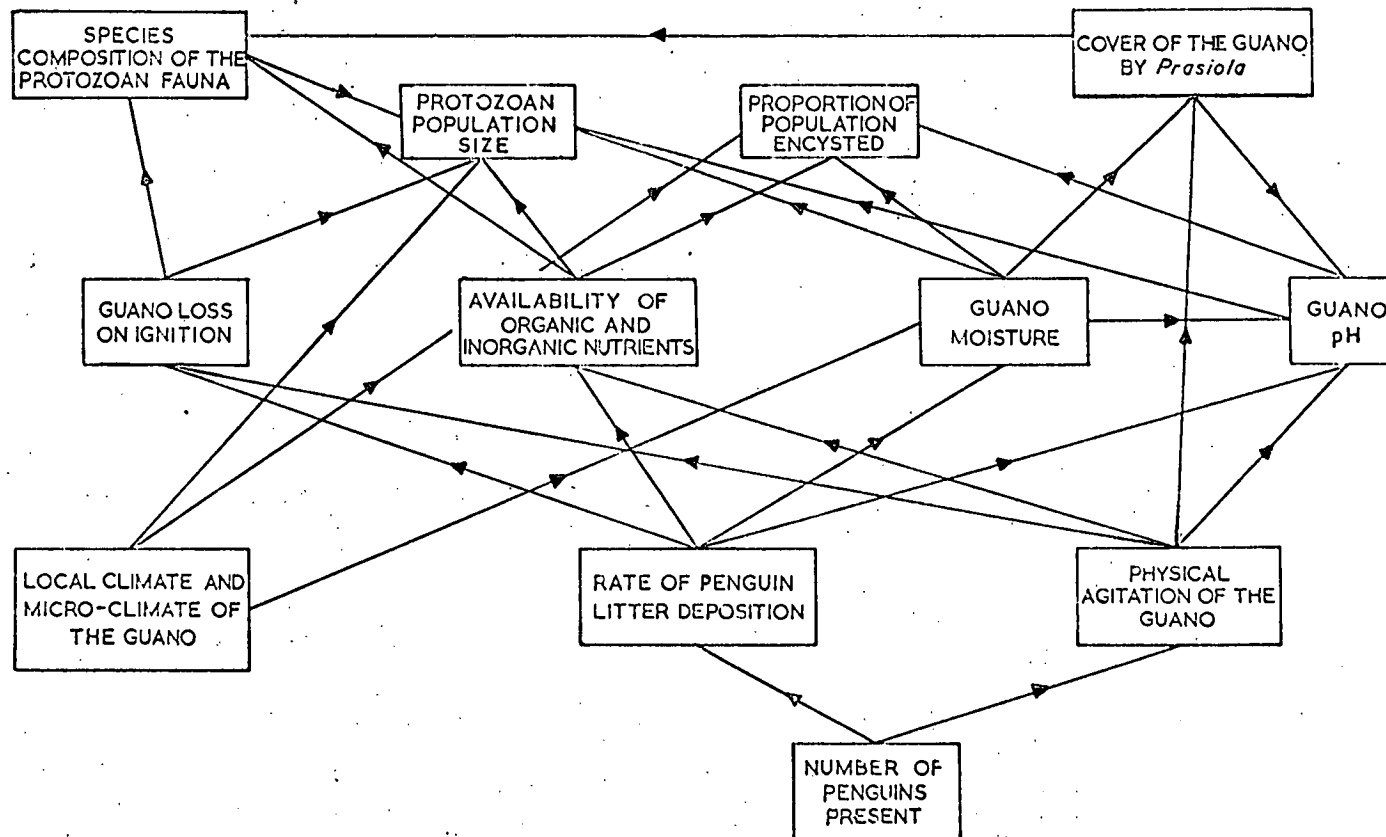 SPECIES
COMPOSITION OF THE
PROTOZOAN FAUNA
COVER OF THE GUANO
BY Prasiola
PROTOZOAN
POPULATION
SIZE
PROPORTION OF
POPULATION
ENCYSTED
GUANO LOSS
ON IGNITION
AVAILABILITY OF
ORGANIC AND
INORGANIC NUTRIENTS
GUANO
MOISTURE
GUANO
pH
LOCAL CLIMATE AND
MICRO-CLIMATE OF
THE GUANO
RATE OF PENGUIN
LITTER DEPOSITION
PHYSICAL
AGITATION OF THE
GUANO
NUMBER OF
PENGUINS
PRESENT